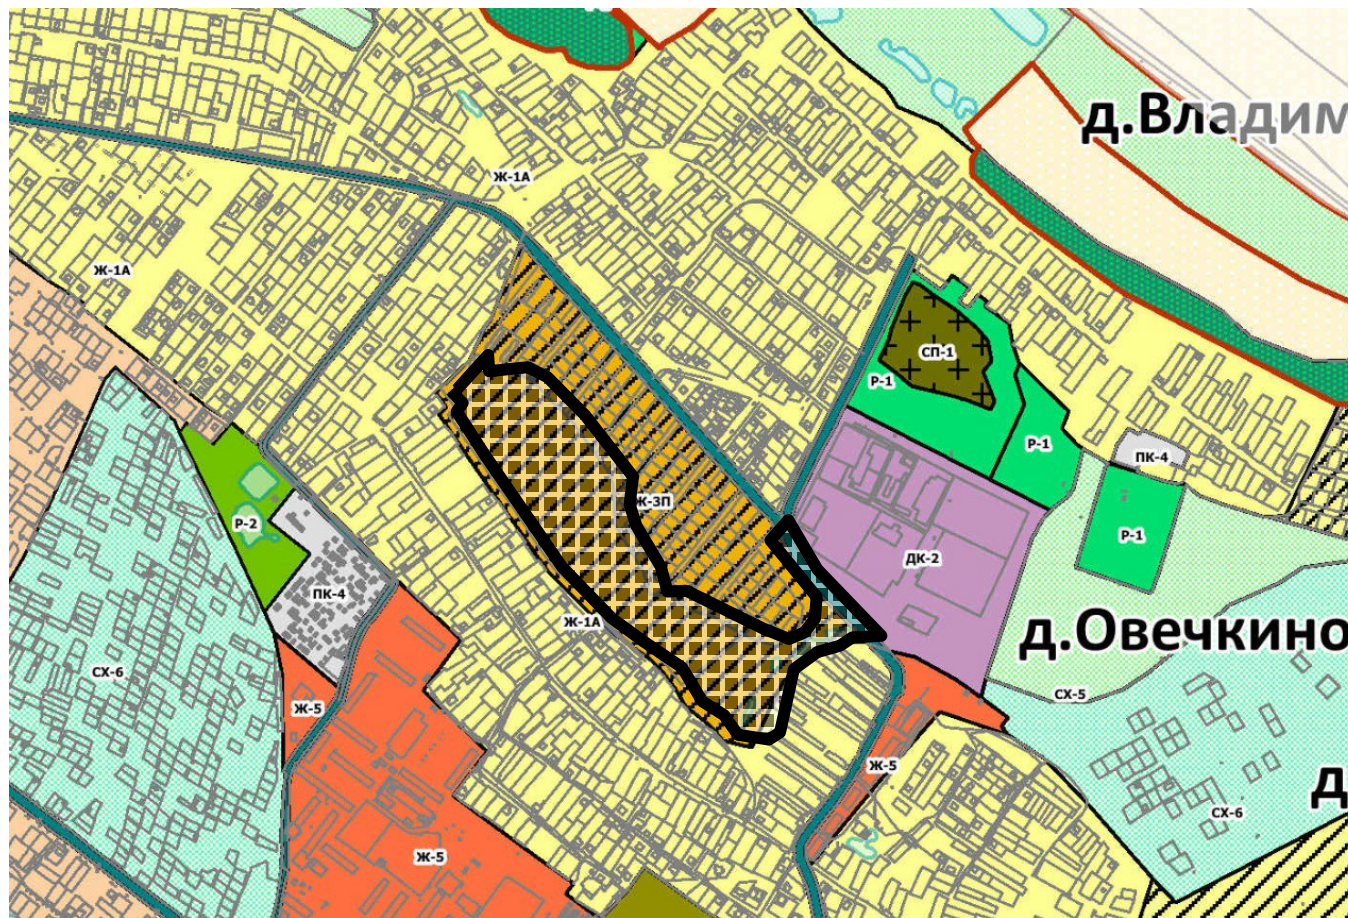 д.Владим
Ж-1А
Ж-1А
СП-1
Р-1
Р-1
ПК-4
Ж-3П
Р-2
Р-1
ДК-2
ПК-4
Ж-1А
д.Овечкино
СХ-6
СХ-5
Ж-5
Ж-5
д
СХ-6
Ж-5